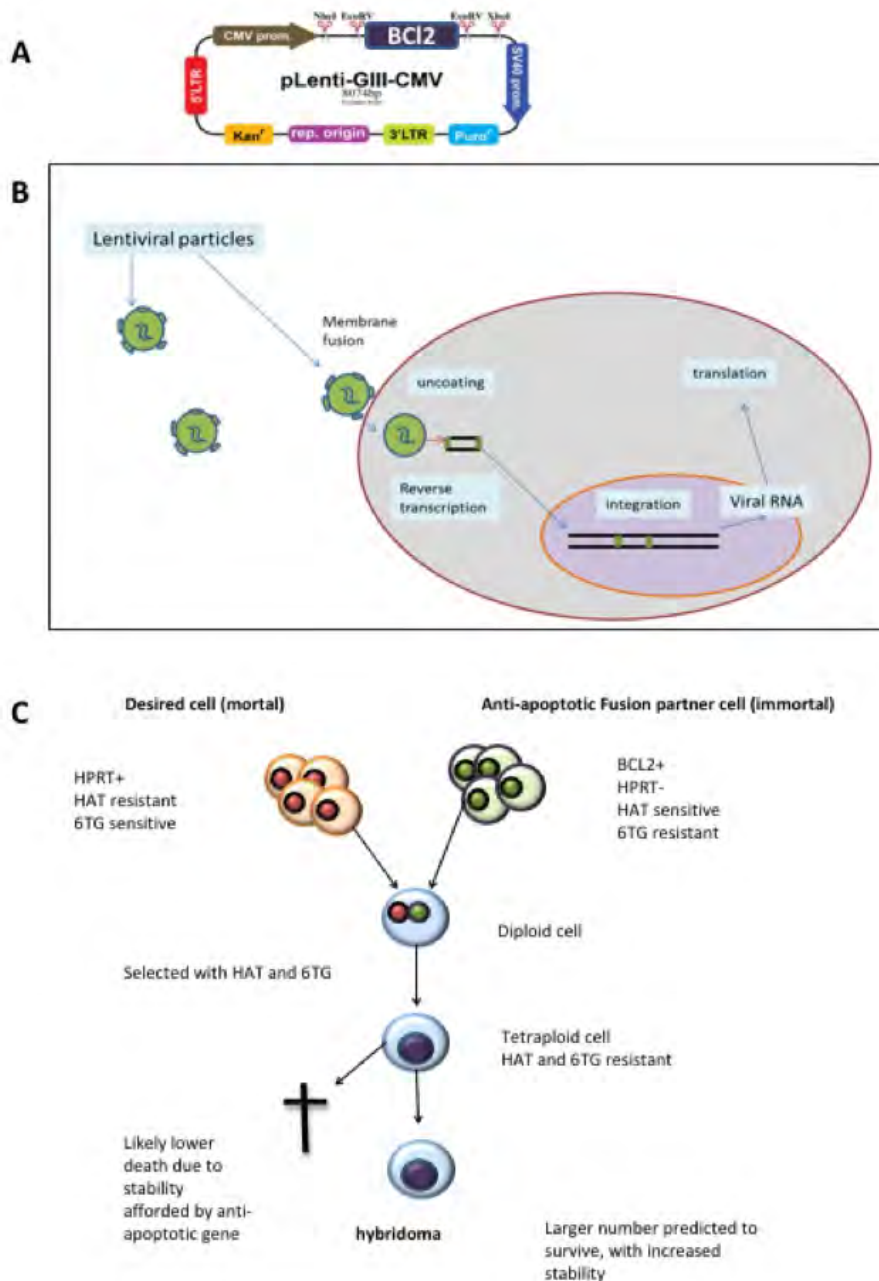 A
NheI EcoRV EcoRV XbaI
CMV prom.
BCl2
SV40 prom.
5'LTR
pLenti-GIII-CMV
8074bp
Kanʳ
rep. origin
3'LTR
Puroʳ
B
Lentiviral particles
Membrane
fusion
uncoating
translation
Reverse
transcription
integration
Viral RNA
C
Desired cell (mortal)
Anti-apoptotic Fusion partner cell (immortal)
HPRT+
HAT resistant
6TG sensitive
BCL2+
HPRT-
HAT sensitive
6TG resistant
Diploid cell
Selected with HAT and 6TG
Tetraploid cell
HAT and 6TG resistant
Likely lower
death due to
stability
afforded by anti-
apoptotic gene
hybridoma
Larger number predicted to
survive, with increased
stability